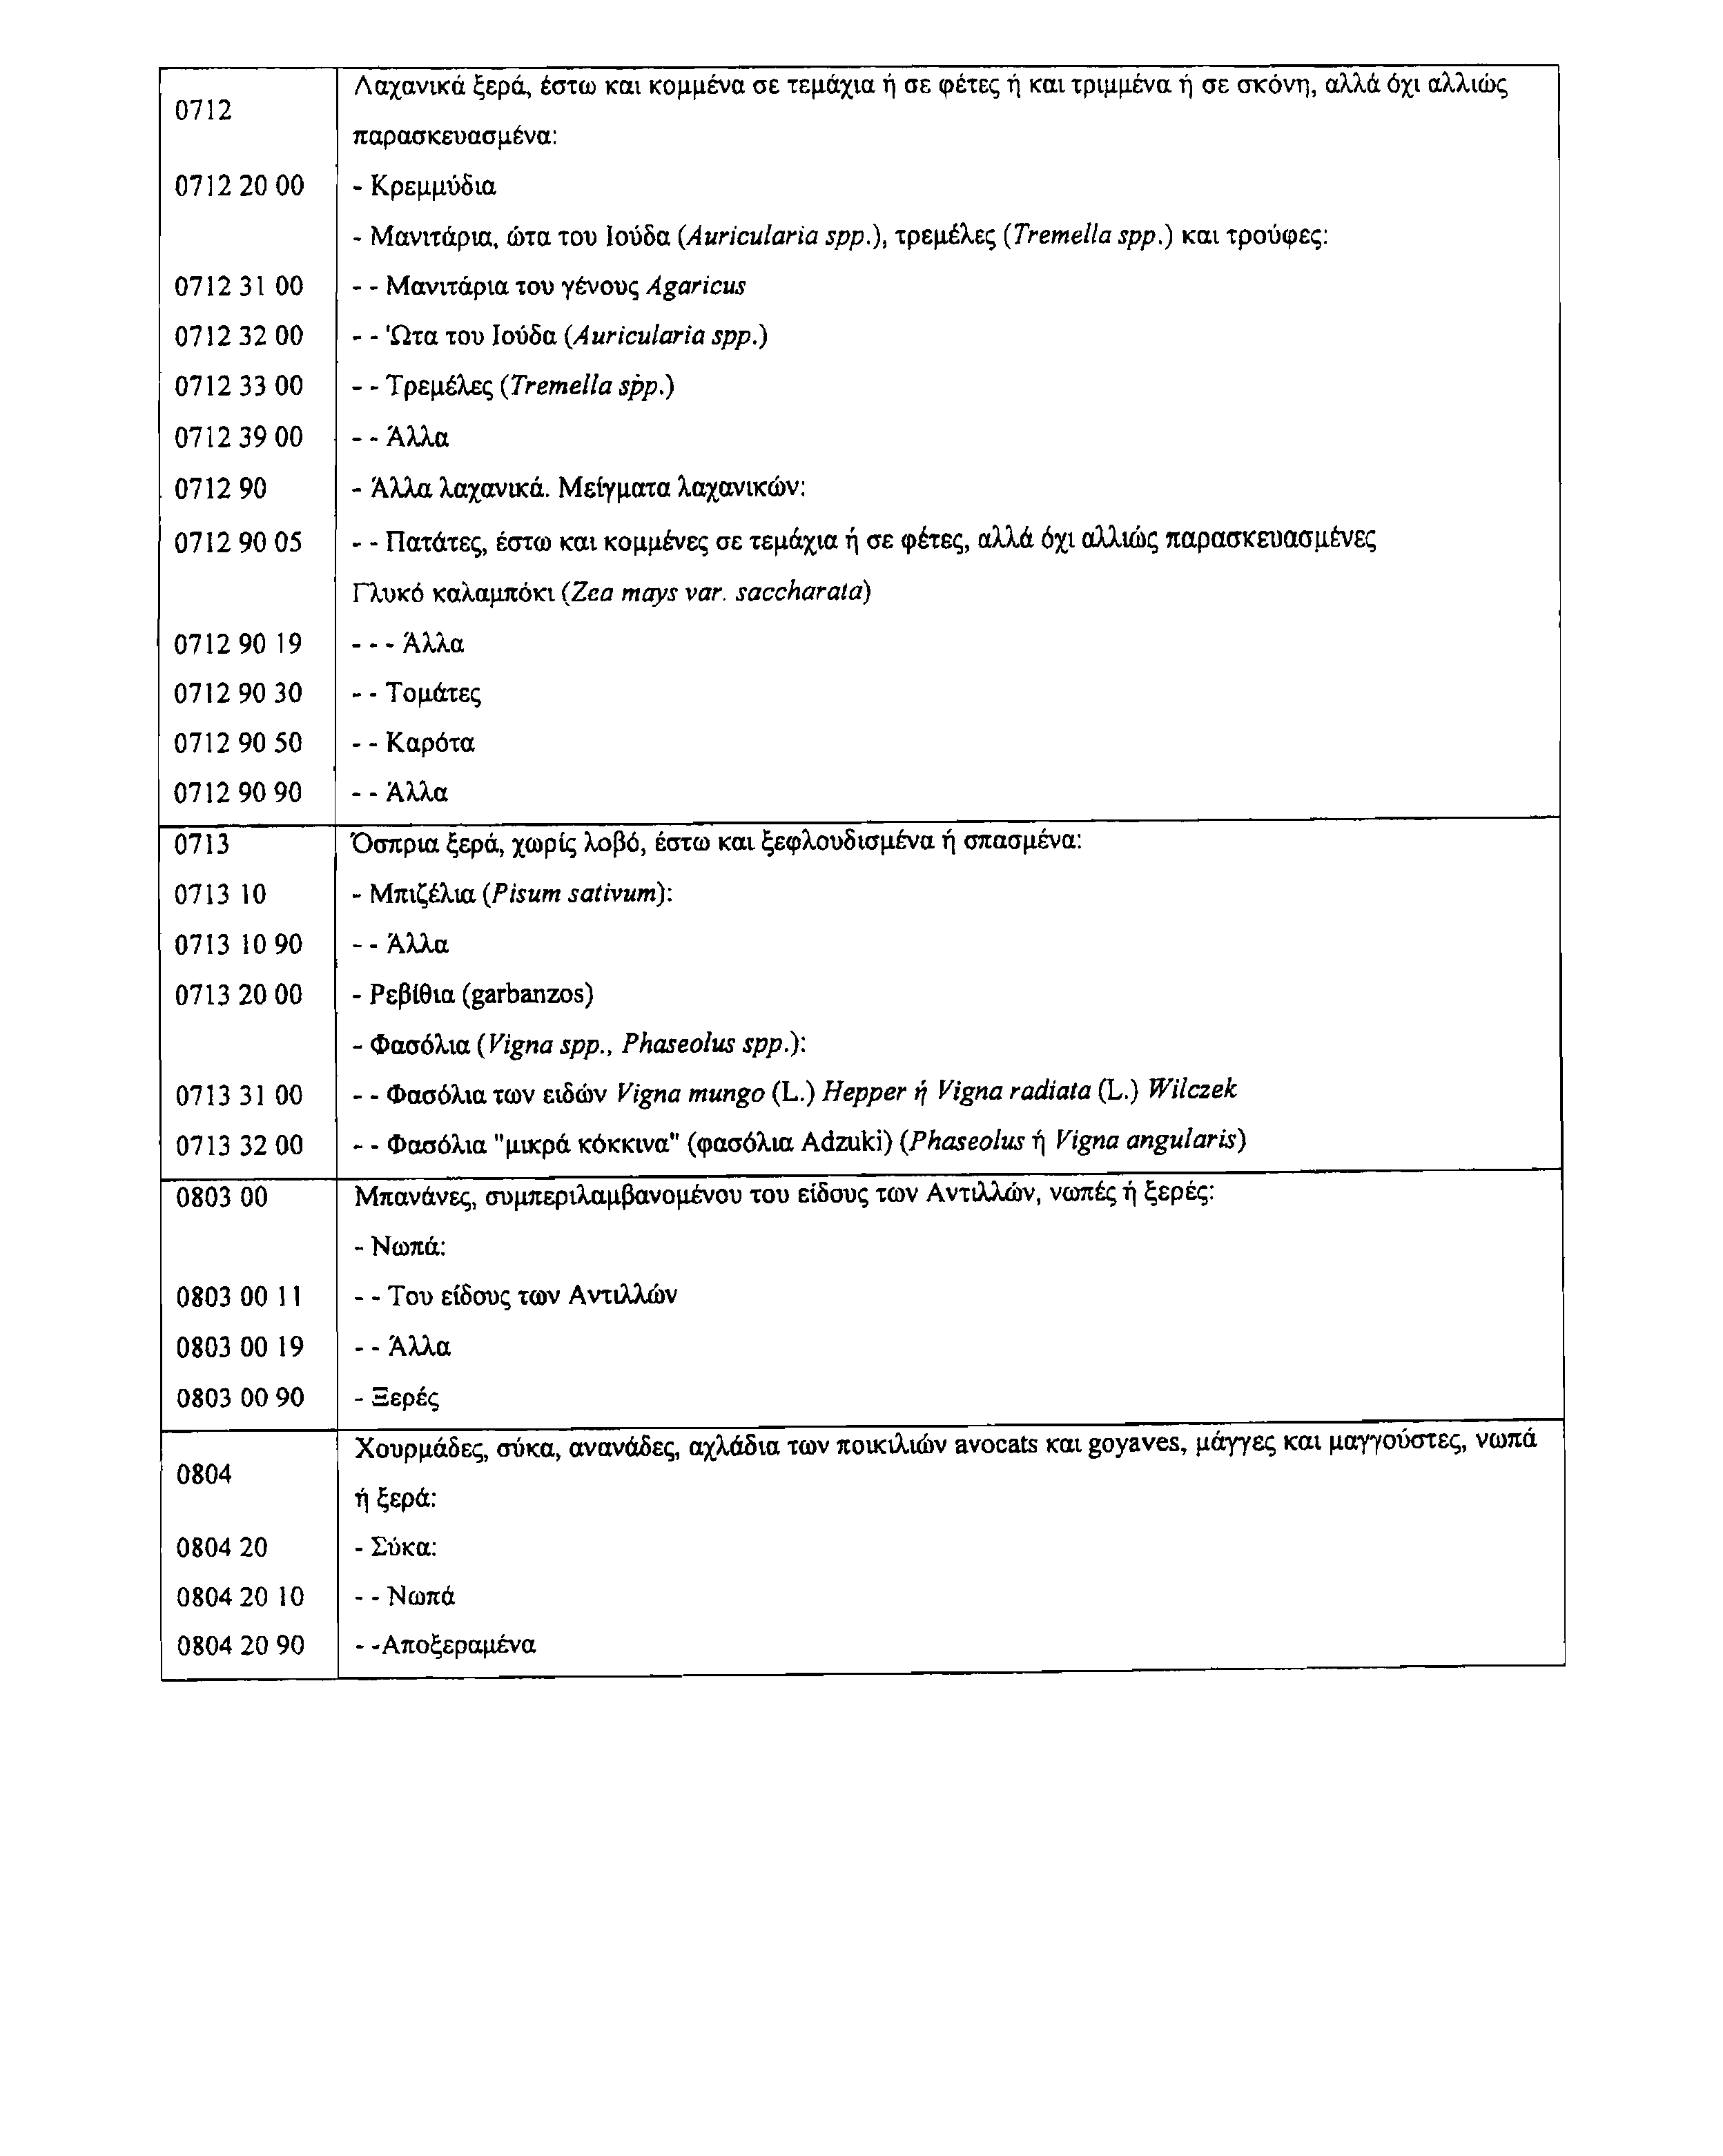 0712 Λαχανικά ξερά, έστω και κομμένα σε τεμάχια ή σε φέτες ή και τριμμένα ή σε σκόνη, αλλά όχι αλλιώς
παρασκευασμένα:
0712 20 00 - Κρεμμύδια
- Μανιτάρια, ώτα του Ιούδα (Auricularia spp.), τρεμέλες (Tremella spp.) και τρούφες:
0712 31 00 - - Μανιτάρια του γένους Agaricus
0712 32 00 - - Ώτα του Ιούδα (Auricularia spp.)
0712 33 00 - - Τρεμέλες (Tremella spp.)
0712 39 00 - - Άλλα
0712 90 - Άλλα λαχανικά. Μείγματα λαχανικών:
0712 90 05 - - Πατάτες, έστω και κομμένες σε τεμάχια ή σε φέτες, αλλά όχι αλλιώς παρασκευασμένες
Γλυκό καλαμπόκι (Zea mays var. saccharata)
0712 90 19 - - - Άλλα
0712 90 30 - - Τομάτες
0712 90 50 - - Καρότα
0712 90 90 - - Άλλα
0713 Όσπρια ξερά, χωρίς λοβό, έστω και ξεφλουδισμένα ή σπασμένα:
0713 10 - Μπιζέλια (Pisum sativum):
0713 10 90 - - Άλλα
0713 20 00 - Ρεβίθια (garbanzos)
- Φασόλια (Vigna spp., Phaseolus spp.):
0713 31 00 - - Φασόλια των ειδών Vigna mungo (L.) Hepper ή Vigna radiata (L.) Wilczek
0713 32 00 - - Φασόλια "μικρά κόκκινα" (φασόλια Adzuki) (Phaseolus ή Vigna angularis)
0803 00 Μπανάνες, συμπεριλαμβανομένου του είδους των Αντιλλών, νωπές ή ξερές:
- Νωπά:
0803 00 11 - - Του είδους των Αντιλλών
0803 00 19 - - Άλλα
0803 00 90 - Ξερές
0804 Χουρμάδες, σύκα, ανανάδες, αχλάδια των ποικιλιών avocats και goyaves, μάγγες και μαγγούστες, νωπά
ή ξερά:
0804 20 - Σύκα:
0804 20 10 - - Νωπά
0804 20 90 - -Αποξεραμένα